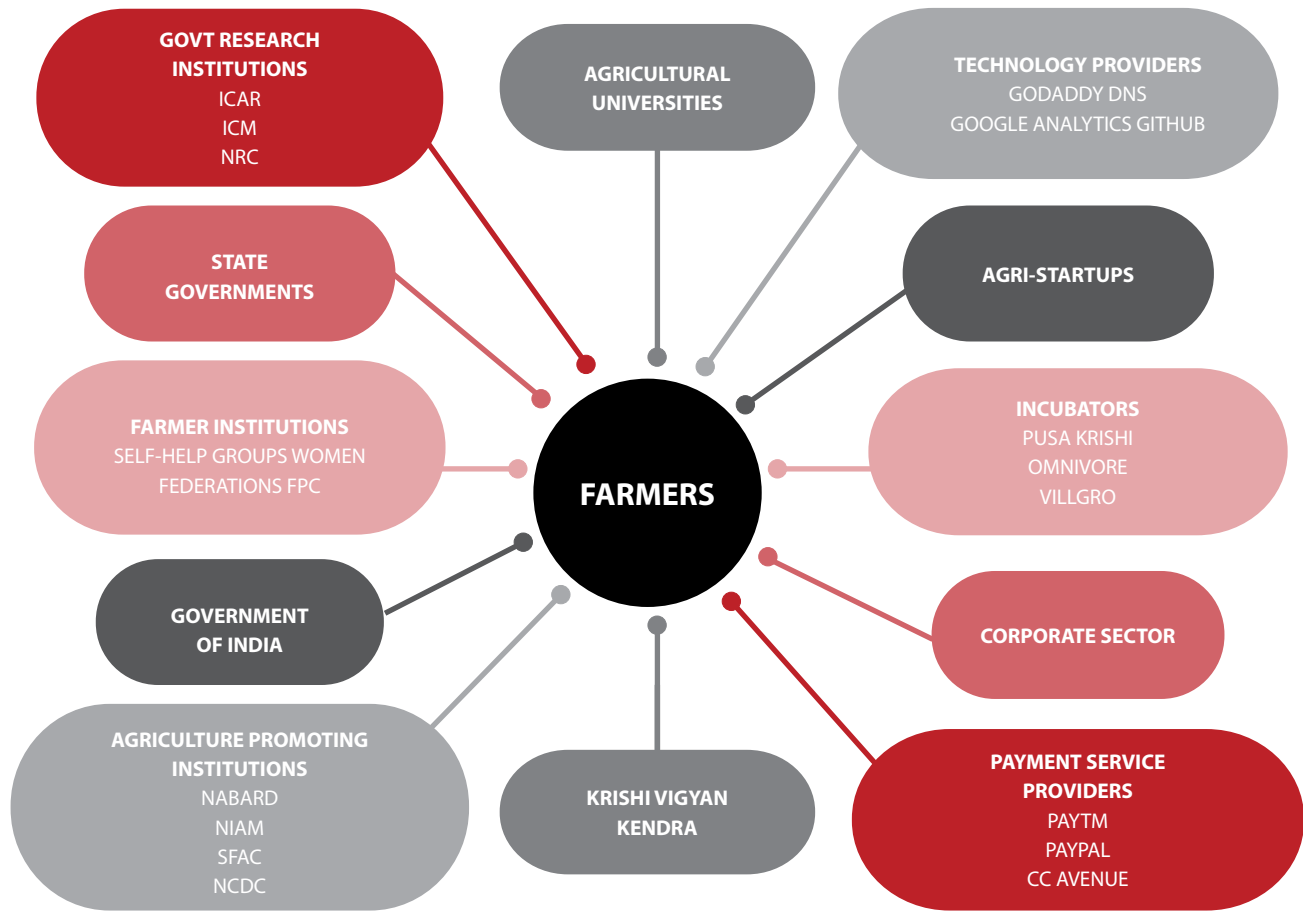 GOVT RESEARCH
INSTITUTIONS
ICAR
ICM
NRC
AGRICULTURAL
UNIVERSITIES
TECHNOLOGY PROVIDERS
GODADDY DNS
GOOGLE ANALYTICS GITHUB
STATE
GOVERNMENTS
AGRI-STARTUPS
FARMER INSTITUTIONS
SELF-HELP GROUPS WOMEN
FEDERATIONS FPC
FARMERS
INCUBATORS
PUSA KRISHI
OMNIVORE
VILLGRO
GOVERNMENT
OF INDIA
CORPORATE SECTOR
AGRICULTURE PROMOTING
INSTITUTIONS
NABARD
NIAM
SFAC
NCDC
KRISHI VIGYAN
KENDRA
PAYMENT SERVICE
PROVIDERS
PAYTM
PAYPAL
CC AVENUE